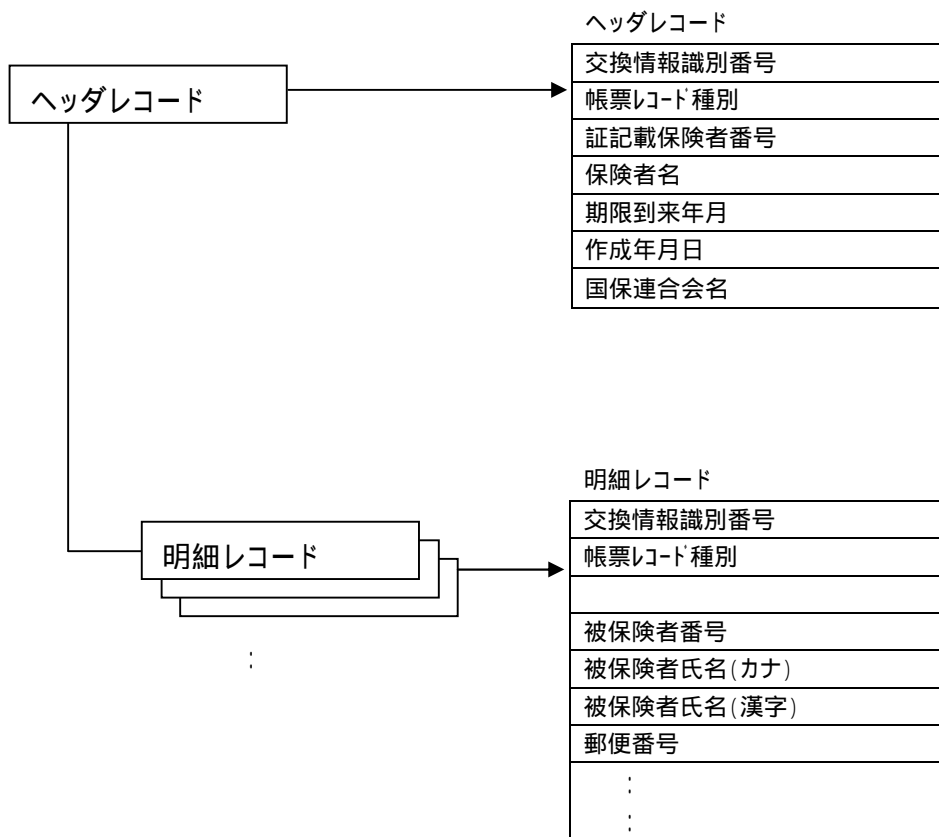 ヘッダレコード
ヘッダレコード
交換情報識別番号
帳票ﾚｺｰﾄﾞ種別
証記載保険者番号
保険者名
期限到来年月
作成年月日
国保連合会名
明細レコード
明細レコード
:
交換情報識別番号
帳票ﾚｺｰﾄﾞ種別
被保険者番号
被保険者氏名(カナ)
被保険者氏名(漢字)
郵便番号
:
: